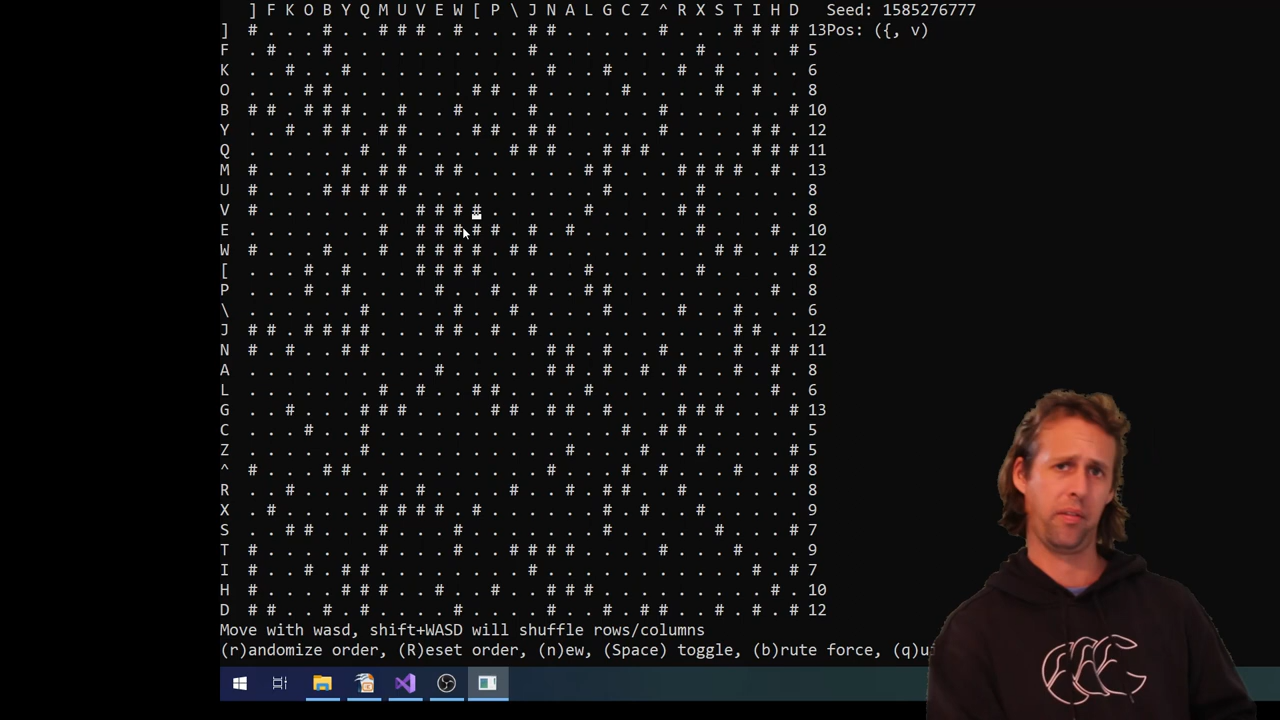 ] F K O B Y Q M U V E W [ P \ J N A L G C Z ^ R X S T I H D Seed: 1585276777
] # . . . # . . # # # . # . . . # # . . . . . # . . . # # # # 13Pos: ({, v)
F . # . . # . . . . . . . . . . # . . . . . . . . # . . . . # 5
K . . # . . # . . . . . . . . . . # . . # . . . # . # . . . . 6
O . . . # # . . . . . . . # # . # . . . . # . . . . # . # . . 8
B # # . # # # . . # . . # . . . # . . . . . . # . . . . . . # 10
Y . . # . # # . # # . . . # # . # # . . . . . # . . . . # # . 12
Q . . . . . . # . # . . . . . # # # . . # # # . . . . . # # # 11
M # . . . . # . # # . # # . . . . . . # # . . . # # # # . # . 13
U # . . . # # # # # . . . . . . . . . . # . . . . # . . . . . 8
V # . . . . . . . . # # # # . . . . . # . . . . # # . . . . . 8
E . . . . . . . # . # # # # # . # . # . . . . . . # . . . # . 10
W # . . . # . . # . # # # # . # # . . . . . . . . . # # . . # 12
[ . . . # . # . . . # # # # . . . . . # . . . . . # . . . . . 8
P . . . # . # . . . . # . . # . # . . # # . . . . . . . . # . 8
\ . . . . . . # . . . . # . . # . . . . # . . . # . . # . . . 6
J # # . # # # # . . . # # . # . # . . . . . . . . . . # # . . 12
N # . # . . # # . . . . . . . . . # # . # . . # . . . # . # # 11
A . . . . . . . . . . # . . . . . # # . # . # . # . . # . # . 8
L . . . . . . . # . # . . # # . . . . # . . . . . . . . . # . 6
G . . # . . . # # # . . . . # # . # # . # . . . # # # . . . # 13
C . . . # . . # . . . . . . . . . . . . . # . # # . . . . . . 5
Z . . . . . . # . . . . . . . . . . # . . . # . . # . . . . # 5
^ # . . . # # . . . . . . . . . . # . . . # . # . . . # . . # 8
R . . # . . . . # . # . . . . # . . # . # # . . # . . . . . . 8
X . # . . . . . # # # # . # . . . . . . # . # . . # . . . . . 9
S . . # # . . . # . . . # . . . . . . . # . . . . . # . . . # 7
T # . . . . . . # . . . # . . # # # # . . . . # . . . # . . . 9
I # . . # . # # . . . . . . . . # . . . . . . . . . . . # . # 7
H # . . . . # # # . . # . . # . . # # # . . . . . . . . . # . 10
D # # . . # . # . . . . # . . . . # . . # . # # . . # . # . # 12
Move with wasd, shift+WASD will shuffle rows/columns
(r)andomize order, (R)eset order, (n)ew, (Space) toggle, (b)rute force, (q)ui
CCC